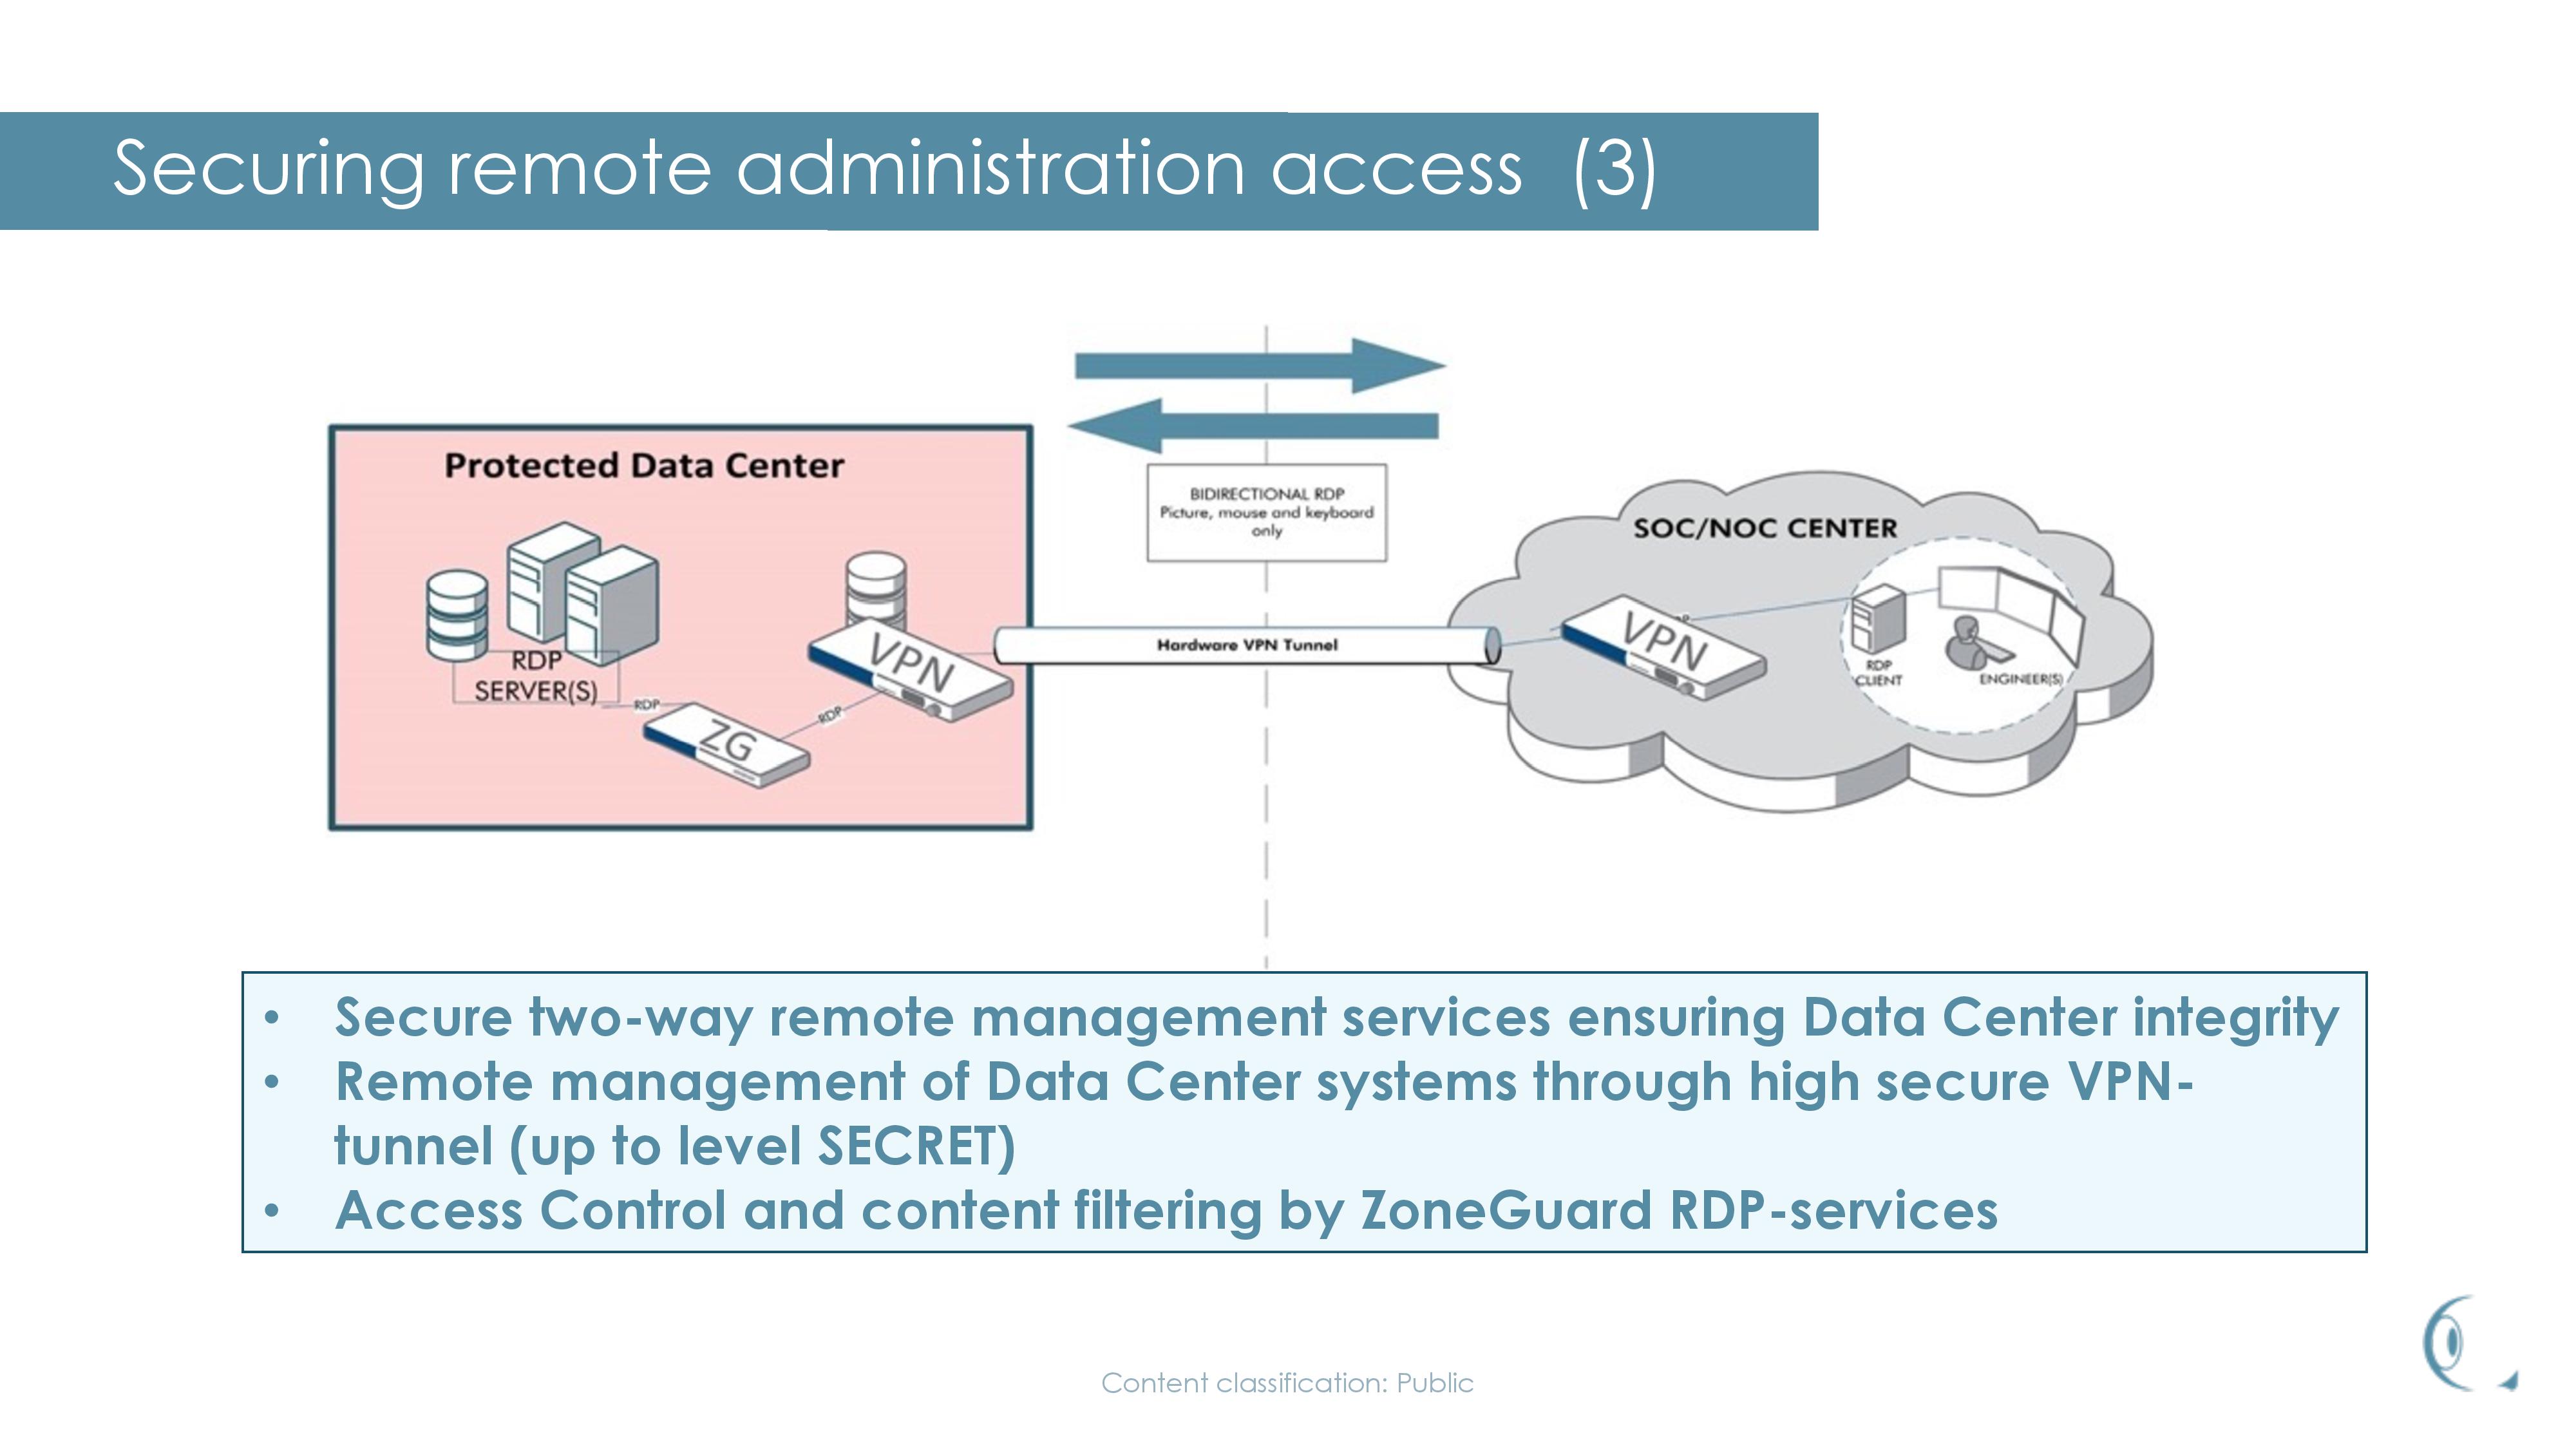 Securing remote administration access (3)
Protected Data Center
RDP
SERVER(S)
RDP
ZG
RDP
VPN
BIDIRECTIONAL RDP
Picture, mouse and keyboard
only
Hardware VPN Tunnel
SOC/NOC CENTER
VPN
RDP
CLIENT
ENGINEER(S)
• Secure two-way remote management services ensuring Data Center integrity
• Remote management of Data Center systems through high secure VPN-
tunnel (up to level SECRET)
• Access Control and content filtering by ZoneGuard RDP-services
Content classification: Public